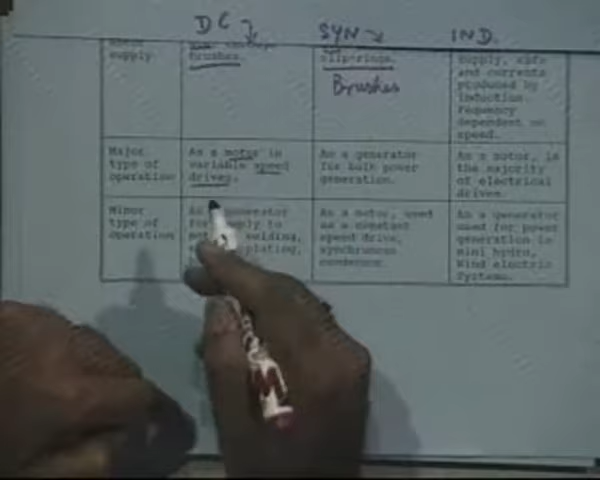 DC SYN IND.
supply.
brushes.
slip-rings.
Brushes
supply, emfs
and currents
produced by
induction.
dependent on
speed.
Major
type of
operation
As a motor in
variable speed
drives.
As a generator
for bulk power
generation.
As a motor, in
the majority
of electrical
drives.
Minor
type of
operation
As generator
for supply to
welding,
plating,
As a motor, used
as a constant
speed drive,
synchronous
condenser.
As a generator
used for power
generation in
mini hydro,
Wind electric
Systems.